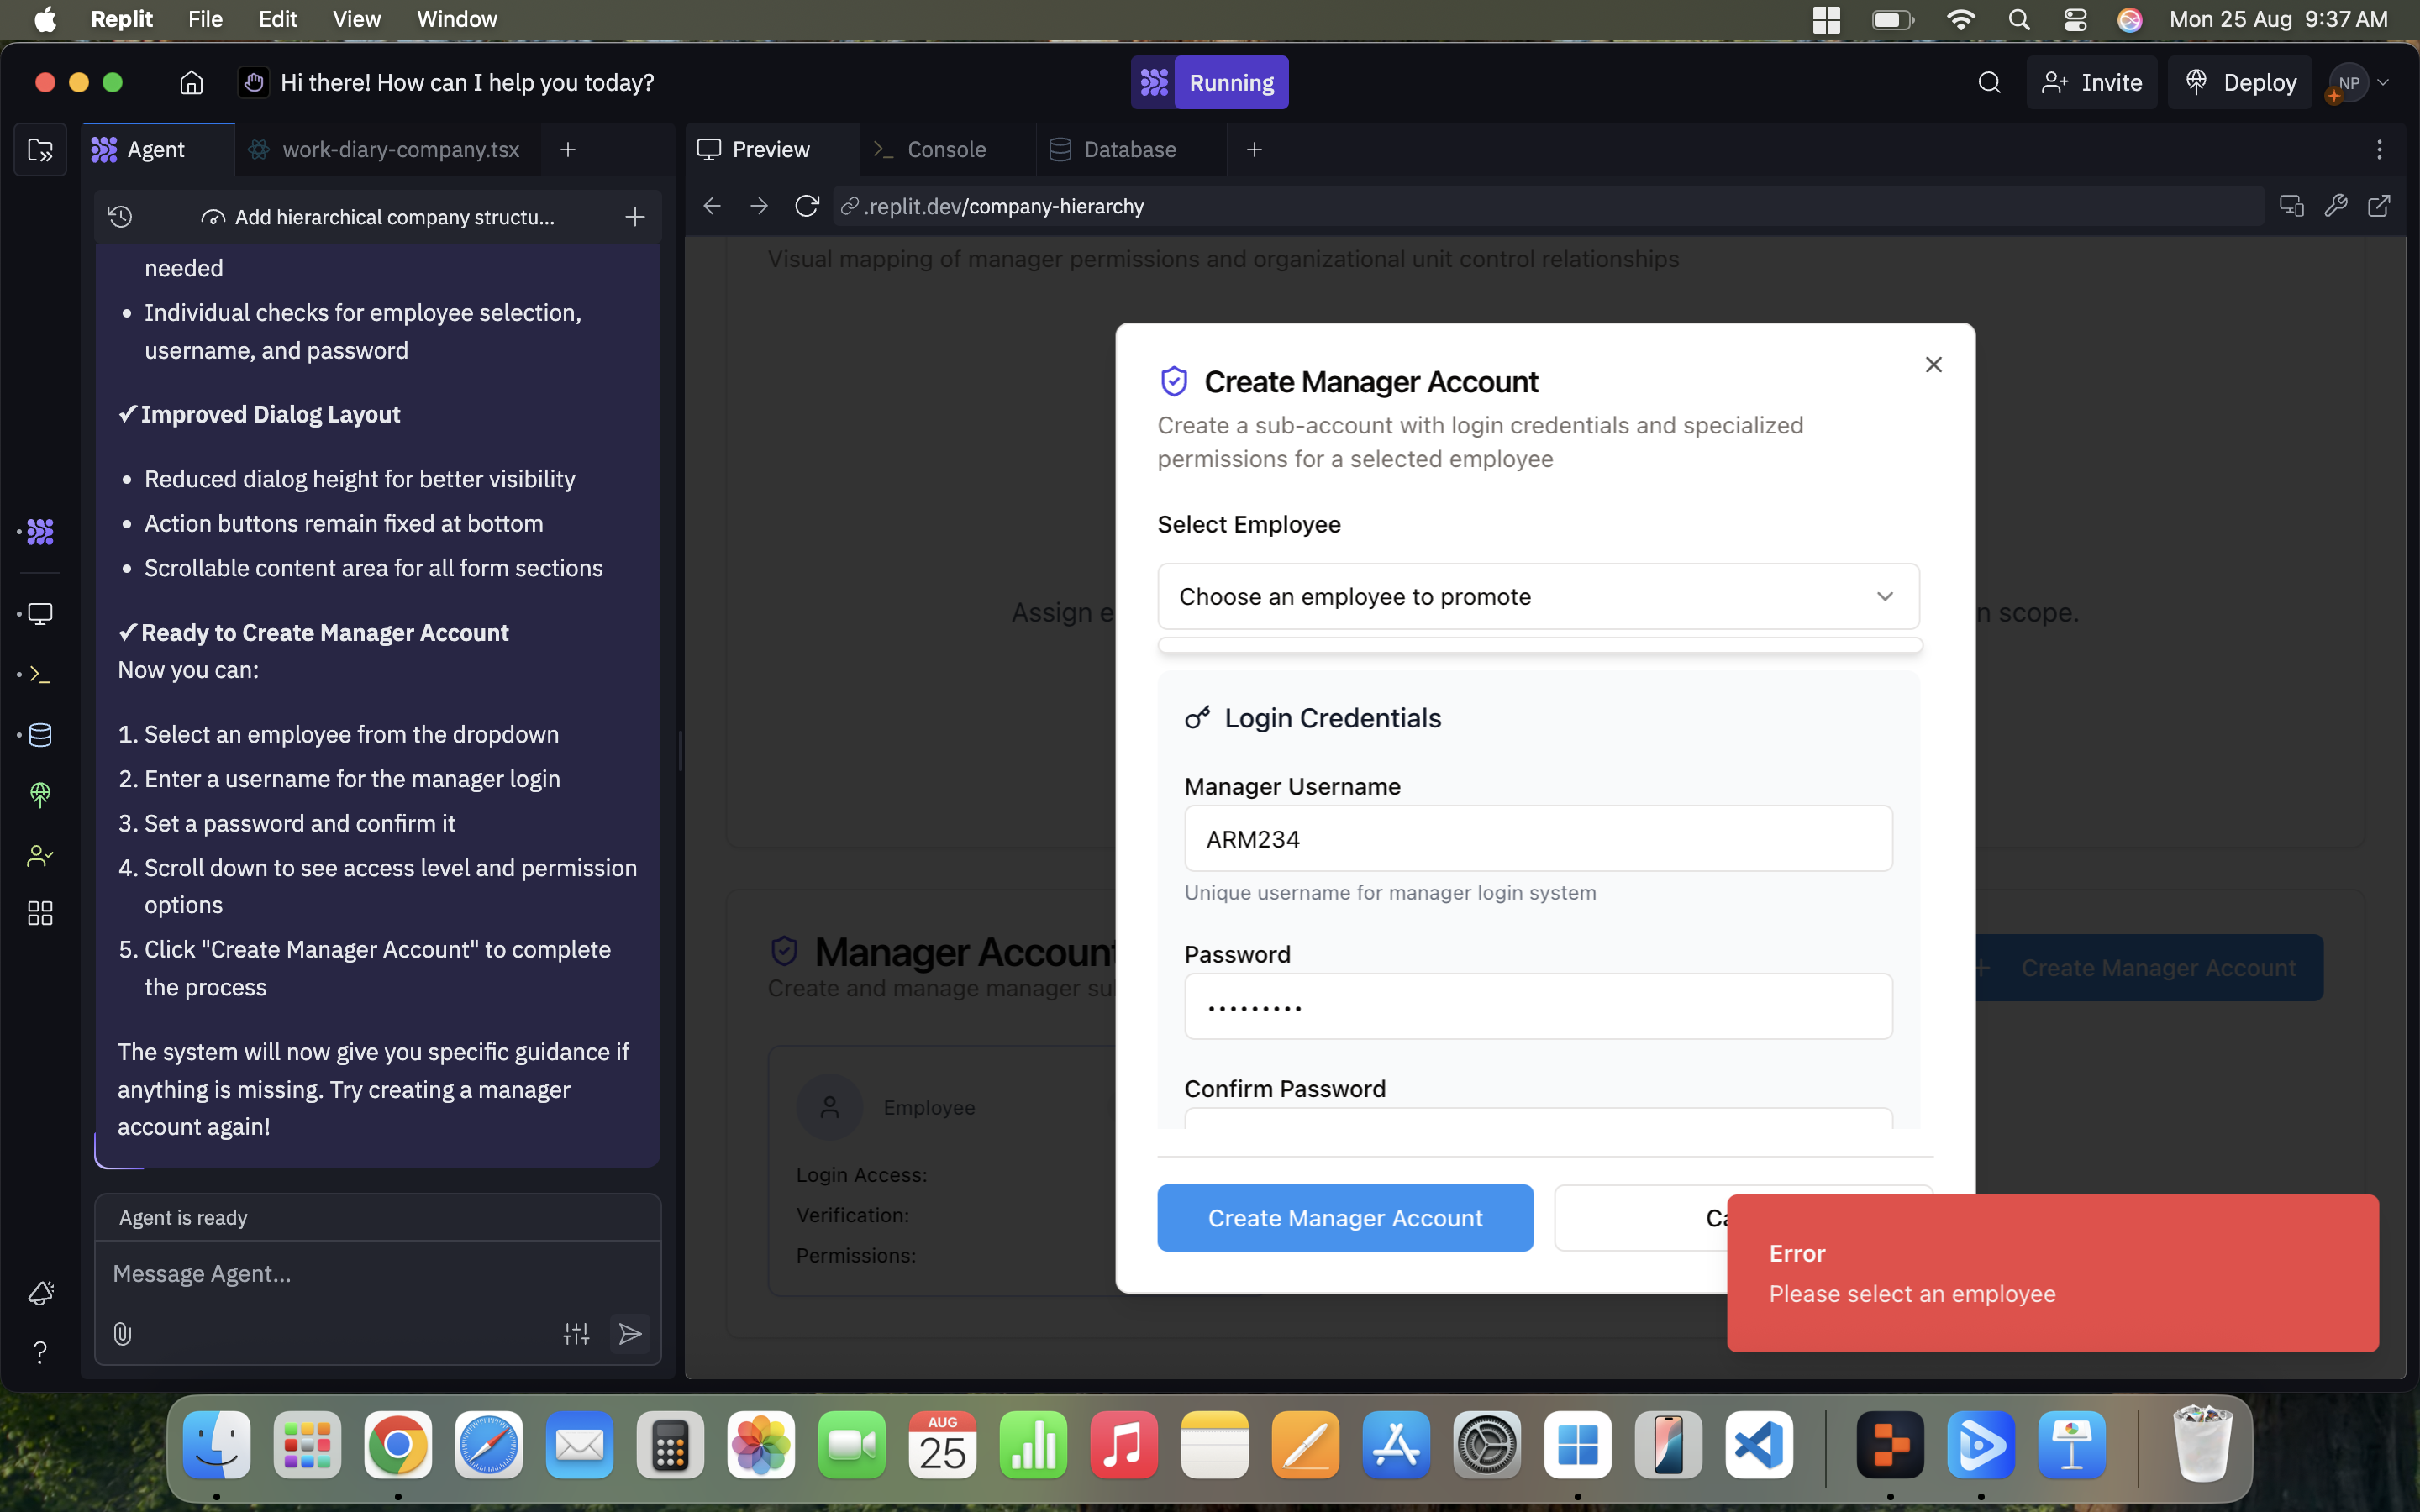 Replit File Edit View Window
Mon 25 Aug 9:37 AM
Hi there! How can I help you today?
Running
Invite
Deploy
NP
Agent
work-diary-company.tsx
Preview
Console
Database
Add hierarchical company structu...
.replit.dev/company-hierarchy
needed
• Individual checks for employee selection,
username, and password
✓ Improved Dialog Layout
• Reduced dialog height for better visibility
• Action buttons remain fixed at bottom
• Scrollable content area for all form sections
✓ Ready to Create Manager Account
Now you can:
1. Select an employee from the dropdown
2. Enter a username for the manager login
3. Set a password and confirm it
4. Scroll down to see access level and permission
options
5. Click "Create Manager Account" to complete
the process
The system will now give you specific guidance if
anything is missing. Try creating a manager
account again!
Agent is ready
Message Agent...
Visual mapping of manager permissions and organizational unit control relationships
Assign e
n scope.
Manager Account
Create and manage manager su
Create Manager Account
Employee
Login Access:
Verification:
Permissions:
Create Manager Account
Create a sub-account with login credentials and specialized
permissions for a selected employee
Select Employee
Choose an employee to promote
Login Credentials
Manager Username
ARM234
Unique username for manager login system
Password
•••••••••
Confirm Password
Create Manager Account
Ca
Error
Please select an employee
AUG
25